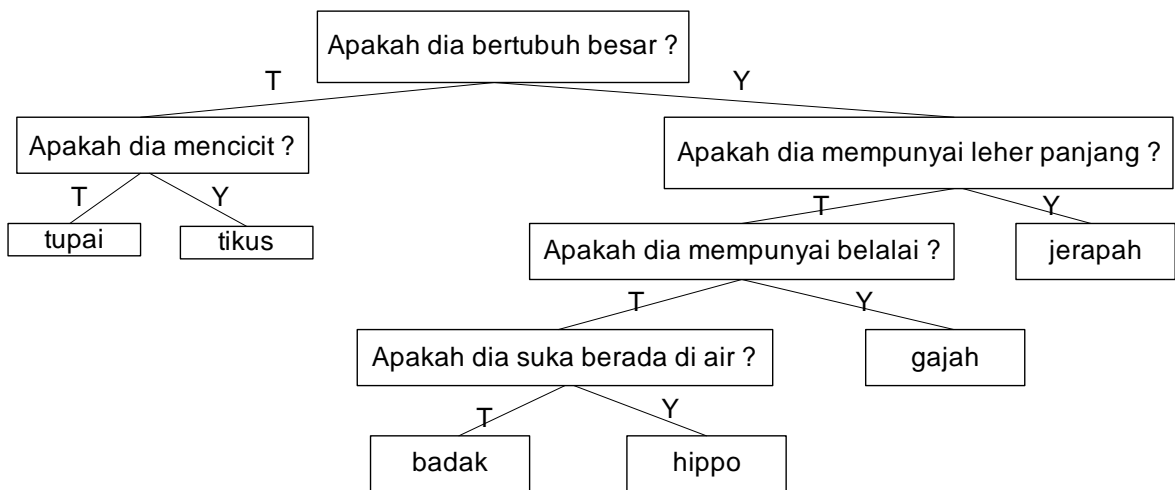 Apakah dia bertubuh besar ?
T
Y
Apakah dia mencicit ?
Apakah dia mempunyai leher panjang ?
T
Y
T
Y
tupai
tikus
Apakah dia mempunyai belalai ?
jerapah
T
Y
Apakah dia suka berada di air ?
gajah
T
Y
badak
hippo